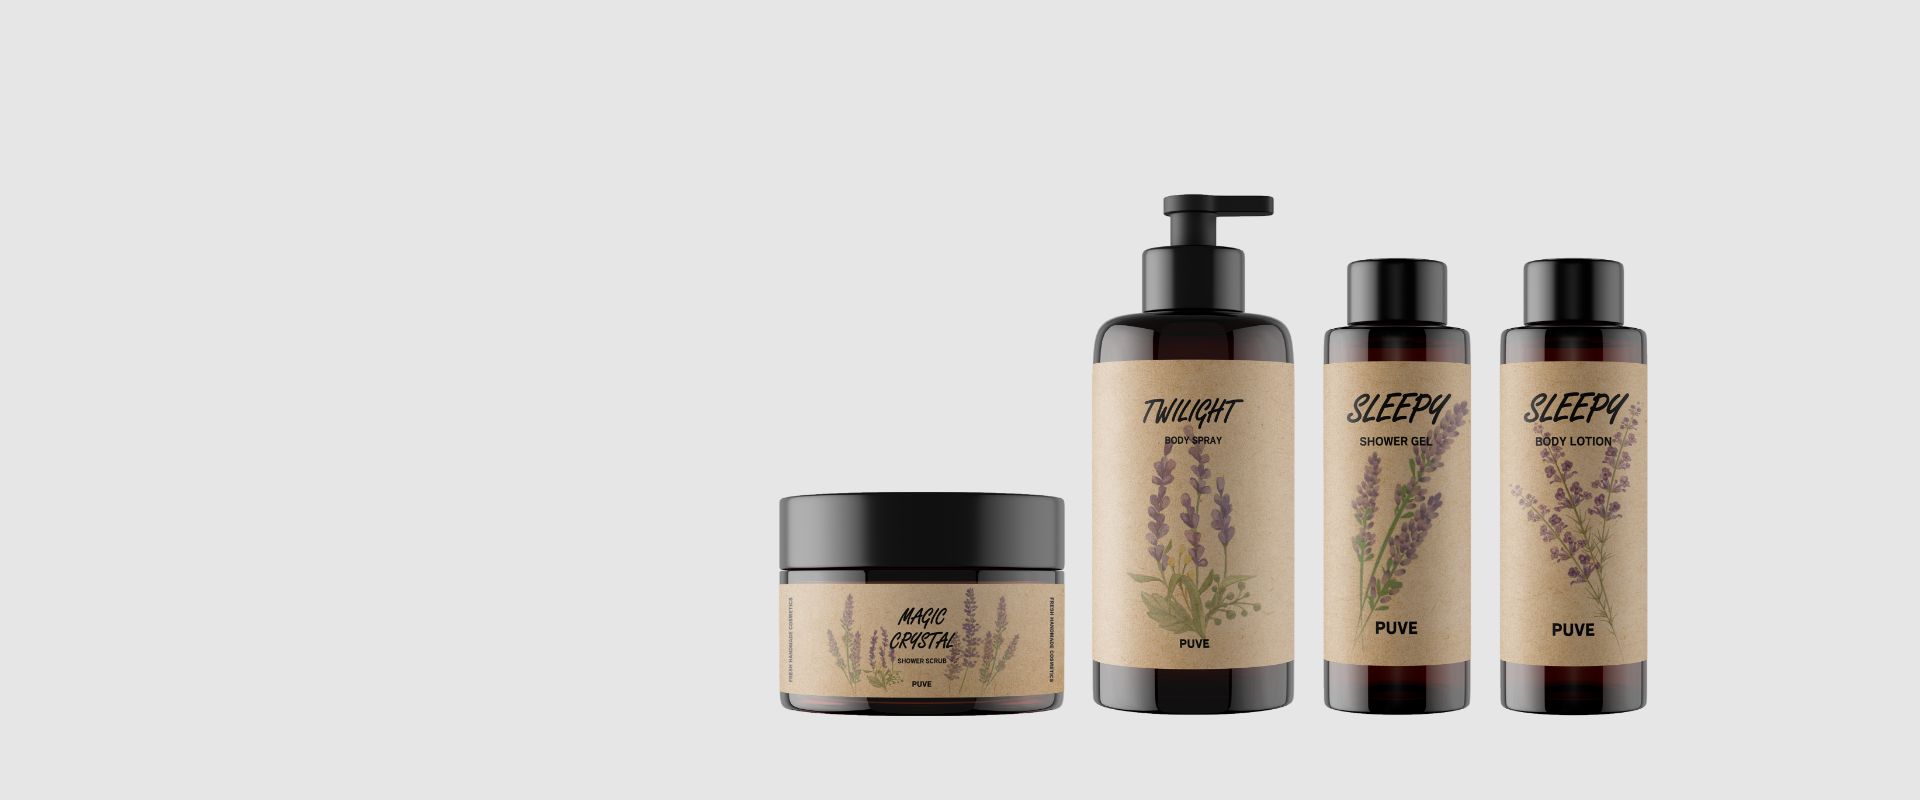 FRESH HANDMADE COSMETICS
MAGIC
CRYSTAL
SHOWER SCRUB
PUVE
FRESH HANDMADE COSMETICS
TWILIGHT
BODY SPRAY
PUVE
SLEEPY
SHOWER GEL
PUVE
SLEEPY
BODY LOTION
PUVE